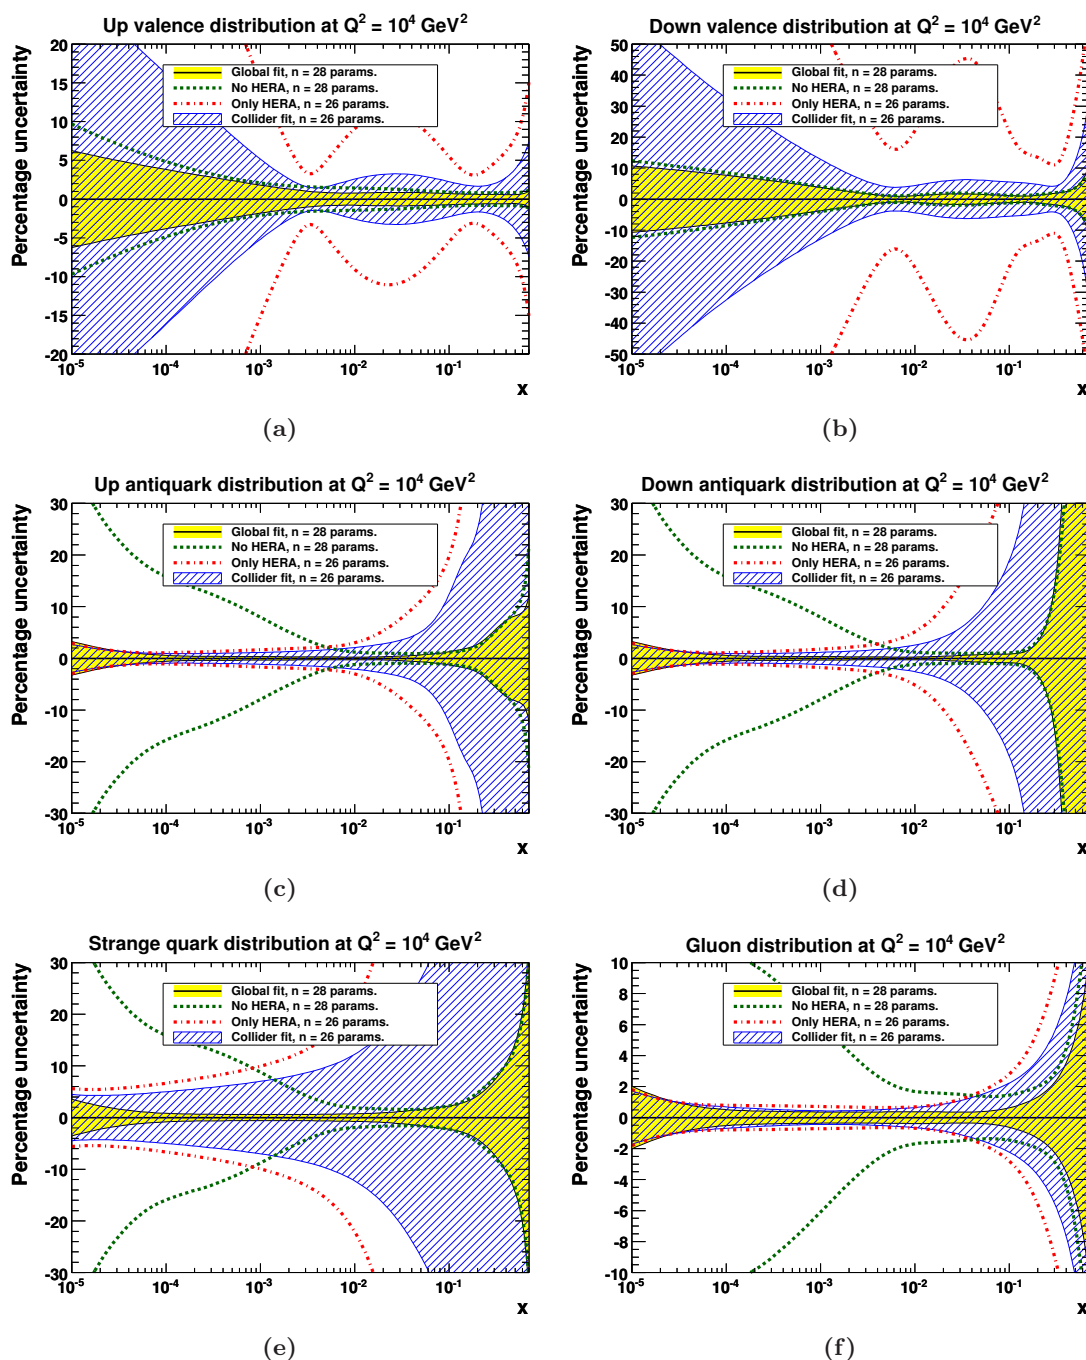 Up valence distribution at Q² = 10⁴ GeV²
Percentage uncertainty
20
15
10
5
0
-5
-10
-15
-20
Global fit, n = 28 params.
No HERA, n = 28 params.
Only HERA, n = 26 params.
Collider fit, n = 26 params.
10⁻⁵ 10⁻⁴ 10⁻³ 10⁻² 10⁻¹
x
(a)
Down valence distribution at Q² = 10⁴ GeV²
Percentage uncertainty
50
40
30
20
10
0
-10
-20
-30
-40
-50
Global fit, n = 28 params.
No HERA, n = 28 params.
Only HERA, n = 26 params.
Collider fit, n = 26 params.
10⁻⁵ 10⁻⁴ 10⁻³ 10⁻² 10⁻¹
x
(b)
Up antiquark distribution at Q² = 10⁴ GeV²
Percentage uncertainty
30
20
10
0
-10
-20
-30
Global fit, n = 28 params.
No HERA, n = 28 params.
Only HERA, n = 26 params.
Collider fit, n = 26 params.
10⁻⁵ 10⁻⁴ 10⁻³ 10⁻² 10⁻¹
x
(c)
Down antiquark distribution at Q² = 10⁴ GeV²
Percentage uncertainty
30
20
10
0
-10
-20
-30
Global fit, n = 28 params.
No HERA, n = 28 params.
Only HERA, n = 26 params.
Collider fit, n = 26 params.
10⁻⁵ 10⁻⁴ 10⁻³ 10⁻² 10⁻¹
x
(d)
Strange quark distribution at Q² = 10⁴ GeV²
Percentage uncertainty
30
20
10
0
-10
-20
-30
Global fit, n = 28 params.
No HERA, n = 28 params.
Only HERA, n = 26 params.
Collider fit, n = 26 params.
10⁻⁵ 10⁻⁴ 10⁻³ 10⁻² 10⁻¹
x
(e)
Gluon distribution at Q² = 10⁴ GeV²
Percentage uncertainty
10
8
6
4
2
0
-2
-4
-6
-8
-10
Global fit, n = 28 params.
No HERA, n = 28 params.
Only HERA, n = 26 params.
Collider fit, n = 26 params.
10⁻⁵ 10⁻⁴ 10⁻³ 10⁻² 10⁻¹
x
(f)